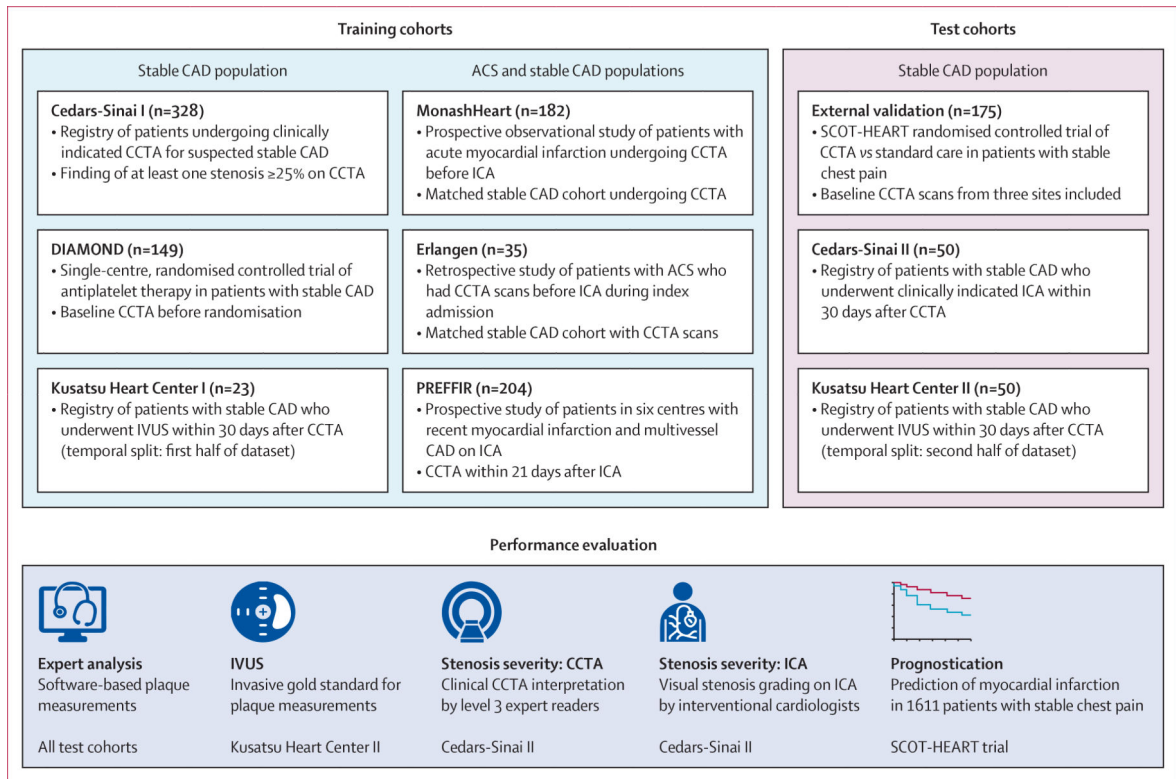 Training cohorts
Stable CAD population
Cedars-Sinai I (n=328)
• Registry of patients undergoing clinically
indicated CCTA for suspected stable CAD
• Finding of at least one stenosis ≥25% on CCTA
DIAMOND (n=149)
• Single-centre, randomised controlled trial of
antiplatelet therapy in patients with stable CAD
• Baseline CCTA before randomisation
Kusatsu Heart Center I (n=23)
• Registry of patients with stable CAD who
underwent IVUS within 30 days after CCTA
(temporal split: first half of dataset)
ACS and stable CAD populations
MonashHeart (n=182)
• Prospective observational study of patients with
acute myocardial infarction undergoing CCTA
before ICA
• Matched stable CAD cohort undergoing CCTA
Erlangen (n=35)
• Retrospective study of patients with ACS who
had CCTA scans before ICA during index
admission
• Matched stable CAD cohort with CCTA scans
PREFFIR (n=204)
• Prospective study of patients in six centres with
recent myocardial infarction and multivessel
CAD on ICA
• CCTA within 21 days after ICA
Test cohorts
Stable CAD population
External validation (n=175)
• SCOT-HEART randomised controlled trial of
CCTA vs standard care in patients with stable
chest pain
• Baseline CCTA scans from three sites included
Cedars-Sinai II (n=50)
• Registry of patients with stable CAD who
underwent clinically indicated ICA within
30 days after CCTA
Kusatsu Heart Center II (n=50)
• Registry of patients with stable CAD who
underwent IVUS within 30 days after CCTA
(temporal split: second half of dataset)
Performance evaluation
Expert analysis
Software-based plaque
measurements
All test cohorts
IVUS
Invasive gold standard for
plaque measurements
Kusatsu Heart Center II
Stenosis severity: CCTA
Clinical CCTA interpretation
by level 3 expert readers
Cedars-Sinai II
Stenosis severity: ICA
Visual stenosis grading on ICA
by interventional cardiologists
Cedars-Sinai II
Prognostication
Prediction of myocardial infarction
in 1611 patients with stable chest pain
SCOT-HEART trial